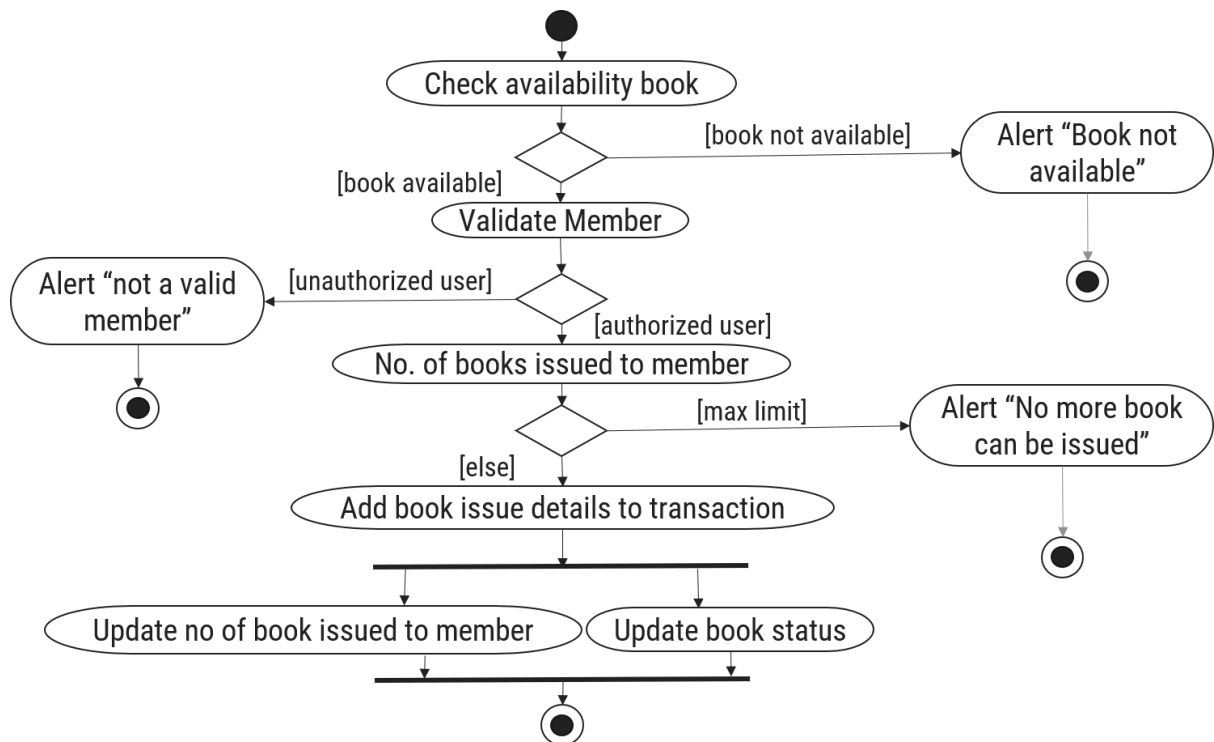 Check availability book
[book not available]
Alert “Book not
available”
[book available]
Validate Member
[unauthorized user]
Alert “not a valid
member”
[authorized user]
No. of books issued to member
[max limit]
Alert “No more book
can be issued”
[else]
Add book issue details to transaction
Update no of book issued to member
Update book status